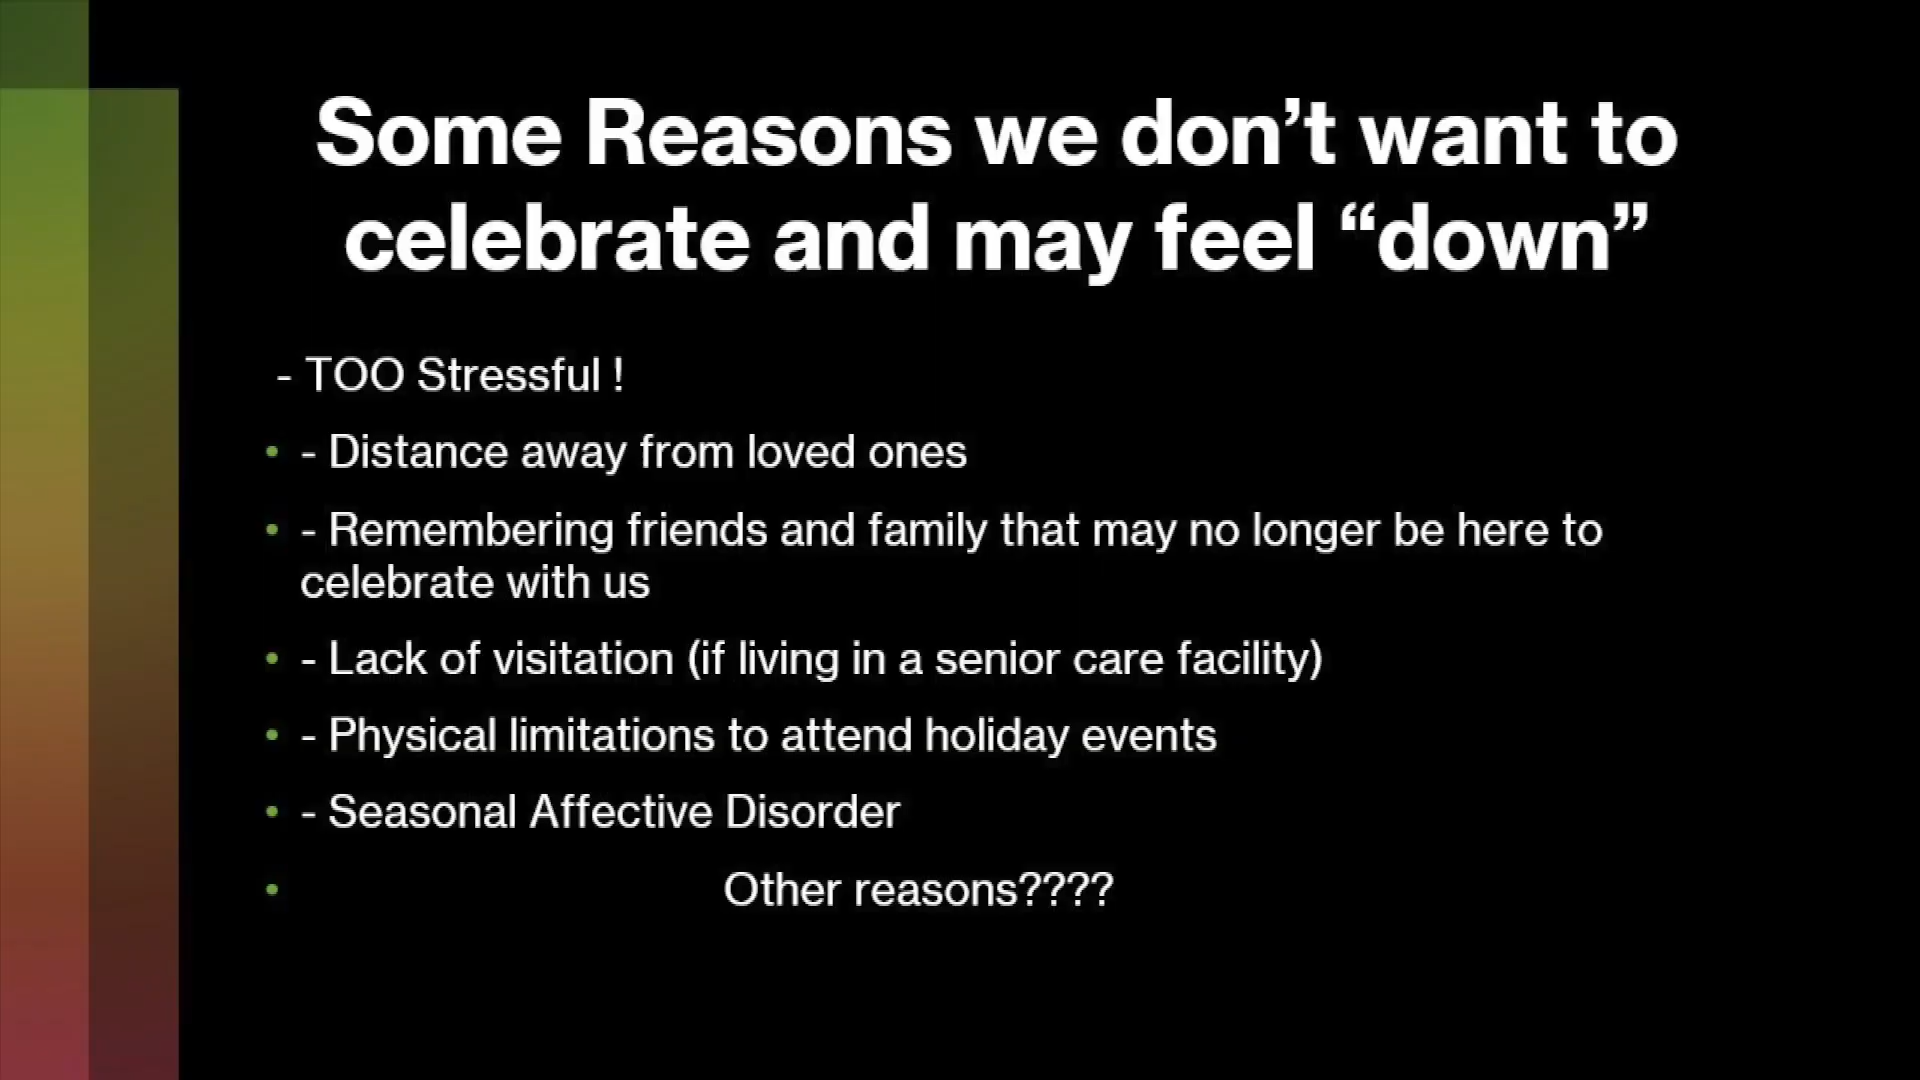 Some Reasons we don’t want to
celebrate and may feel “down”
- TOO Stressful !
• - Distance away from loved ones
• - Remembering friends and family that may no longer be here to
celebrate with us
• - Lack of visitation (if living in a senior care facility)
• - Physical limitations to attend holiday events
• - Seasonal Affective Disorder
• Other reasons????